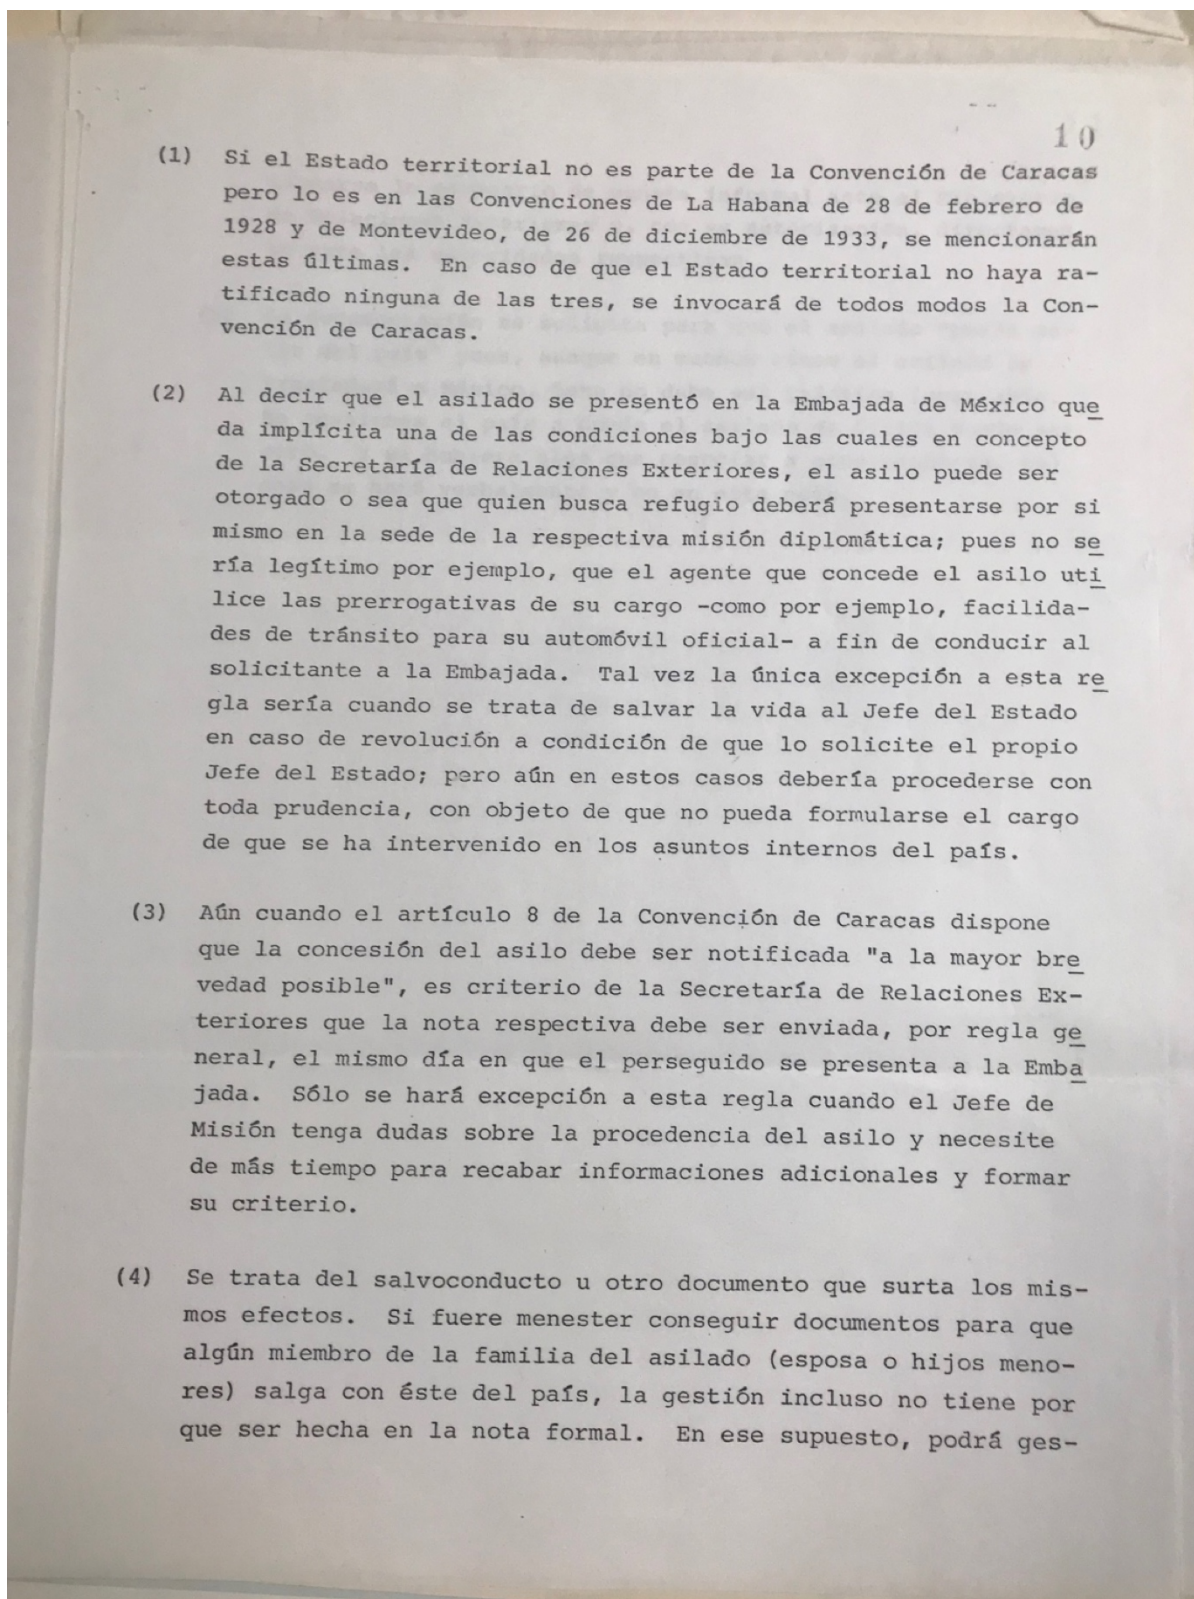 10
(1) Si el Estado territorial no es parte de la Convención de Caracas
pero lo es en las Convenciones de La Habana de 28 de febrero de
1928 y de Montevideo, de 26 de diciembre de 1933, se mencionarán
estas últimas. En caso de que el Estado territorial no haya ra-
tificado ninguna de las tres, se invocará de todos modos la Con-
vención de Caracas.
(2) Al decir que el asilado se presentó en la Embajada de México que
da implícita una de las condiciones bajo las cuales en concepto
de la Secretaría de Relaciones Exteriores, el asilo puede ser
otorgado o sea que quien busca refugio deberá presentarse por si
mismo en la sede de la respectiva misión diplomática; pues no se
ría legítimo por ejemplo, que el agente que concede el asilo uti
lice las prerrogativas de su cargo -como por ejemplo, facilida-
des de tránsito para su automóvil oficial- a fin de conducir al
solicitante a la Embajada. Tal vez la única excepción a esta re
gla sería cuando se trata de salvar la vida al Jefe del Estado
en caso de revolución a condición de que lo solicite el propio
Jefe del Estado; pero aún en estos casos debería procederse con
toda prudencia, con objeto de que no pueda formularse el cargo
de que se ha intervenido en los asuntos internos del país.
(3) Aún cuando el artículo 8 de la Convención de Caracas dispone
que la concesión del asilo debe ser notificada "a la mayor bre
vedad posible", es criterio de la Secretaría de Relaciones Ex-
teriores que la nota respectiva debe ser enviada, por regla ge
neral, el mismo día en que el perseguido se presenta a la Emba
jada. Sólo se hará excepción a esta regla cuando el Jefe de
Misión tenga dudas sobre la procedencia del asilo y necesite
de más tiempo para recabar informaciones adicionales y formar
su criterio.
(4) Se trata del salvoconducto u otro documento que surta los mis-
mos efectos. Si fuere menester conseguir documentos para que
algún miembro de la familia del asilado (esposa o hijos meno-
res) salga con éste del país, la gestión incluso no tiene por
que ser hecha en la nota formal. En ese supuesto, podrá ges-